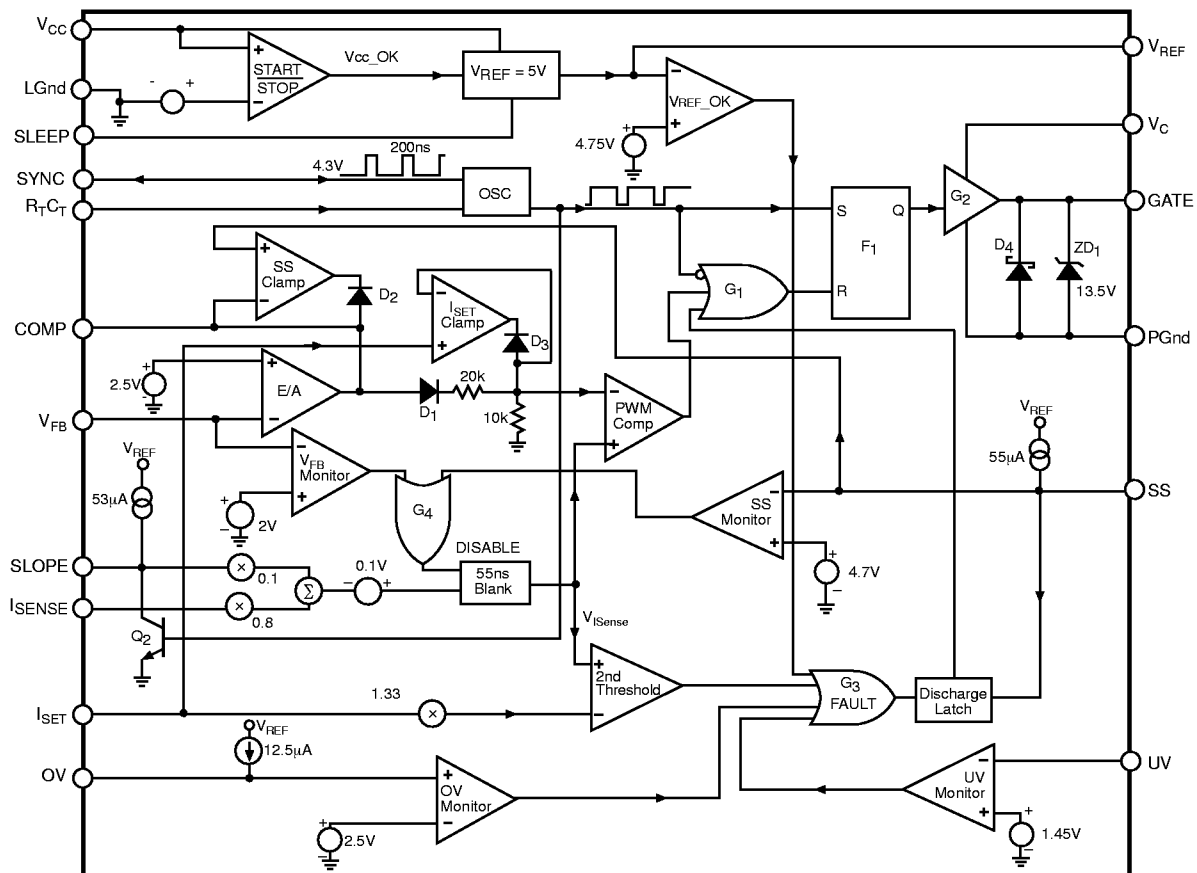 VCC
LGnd
SLEEP
SYNC
RTCT
COMP
VFB
SLOPE
ISENSE
ISET
OV
VREF
VC
GATE
PGnd
SS
UV
+
START
STOP
−
- +
Vcc_OK
VREF = 5V
−
VREF_OK
+
+
4.75V
4.3V
200ns
OSC
S
Q
F1
R
G2
D4
ZD1
13.5V
G1
+
SS
Clamp
−
D2
−
ISET
Clamp
+
D3
+
2.5V
-
+
E/A
−
D1
20k
10k
−
PWM
Comp
+
VREF
55µA
VREF
53µA
−
VFB
Monitor
+
+
−
2V
G4
−
SS
Monitor
+
+
−
4.7V
DISABLE
55ns
Blank
×
0.1
×
0.8
Σ
−
0.1V
+
VISense
Q2
+
2nd
Threshold
−
1.33
×
G3
FAULT
Discharge
Latch
VREF
12.5µA
+
OV
Monitor
−
+
−
2.5V
−
UV
Monitor
+
+
−
1.45V